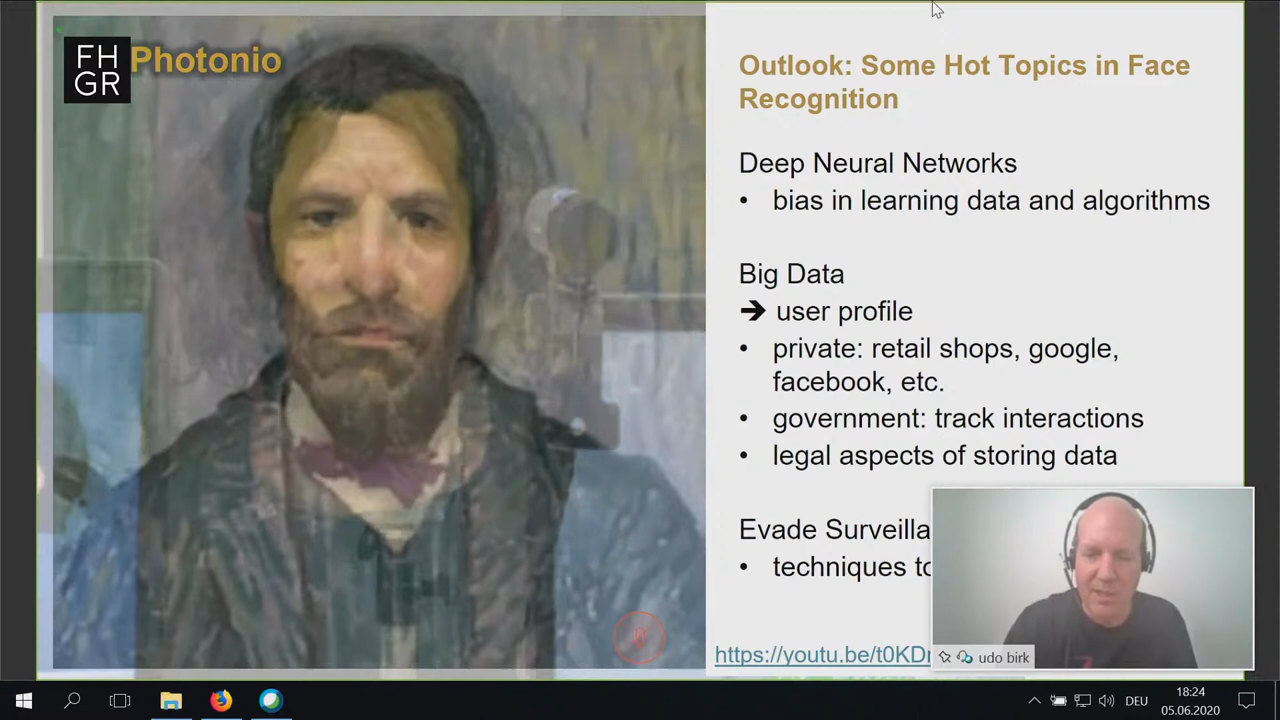 FH
GR
Photonio
Outlook: Some Hot Topics in Face
Recognition
Deep Neural Networks
• bias in learning data and algorithms
Big Data
➔ user profile
• private: retail shops, google,
facebook, etc.
• government: track interactions
• legal aspects of storing data
Evade Surveilla
• techniques to
https://youtu.be/t0KD
udo birk
DEU
18:24
05.06.2020